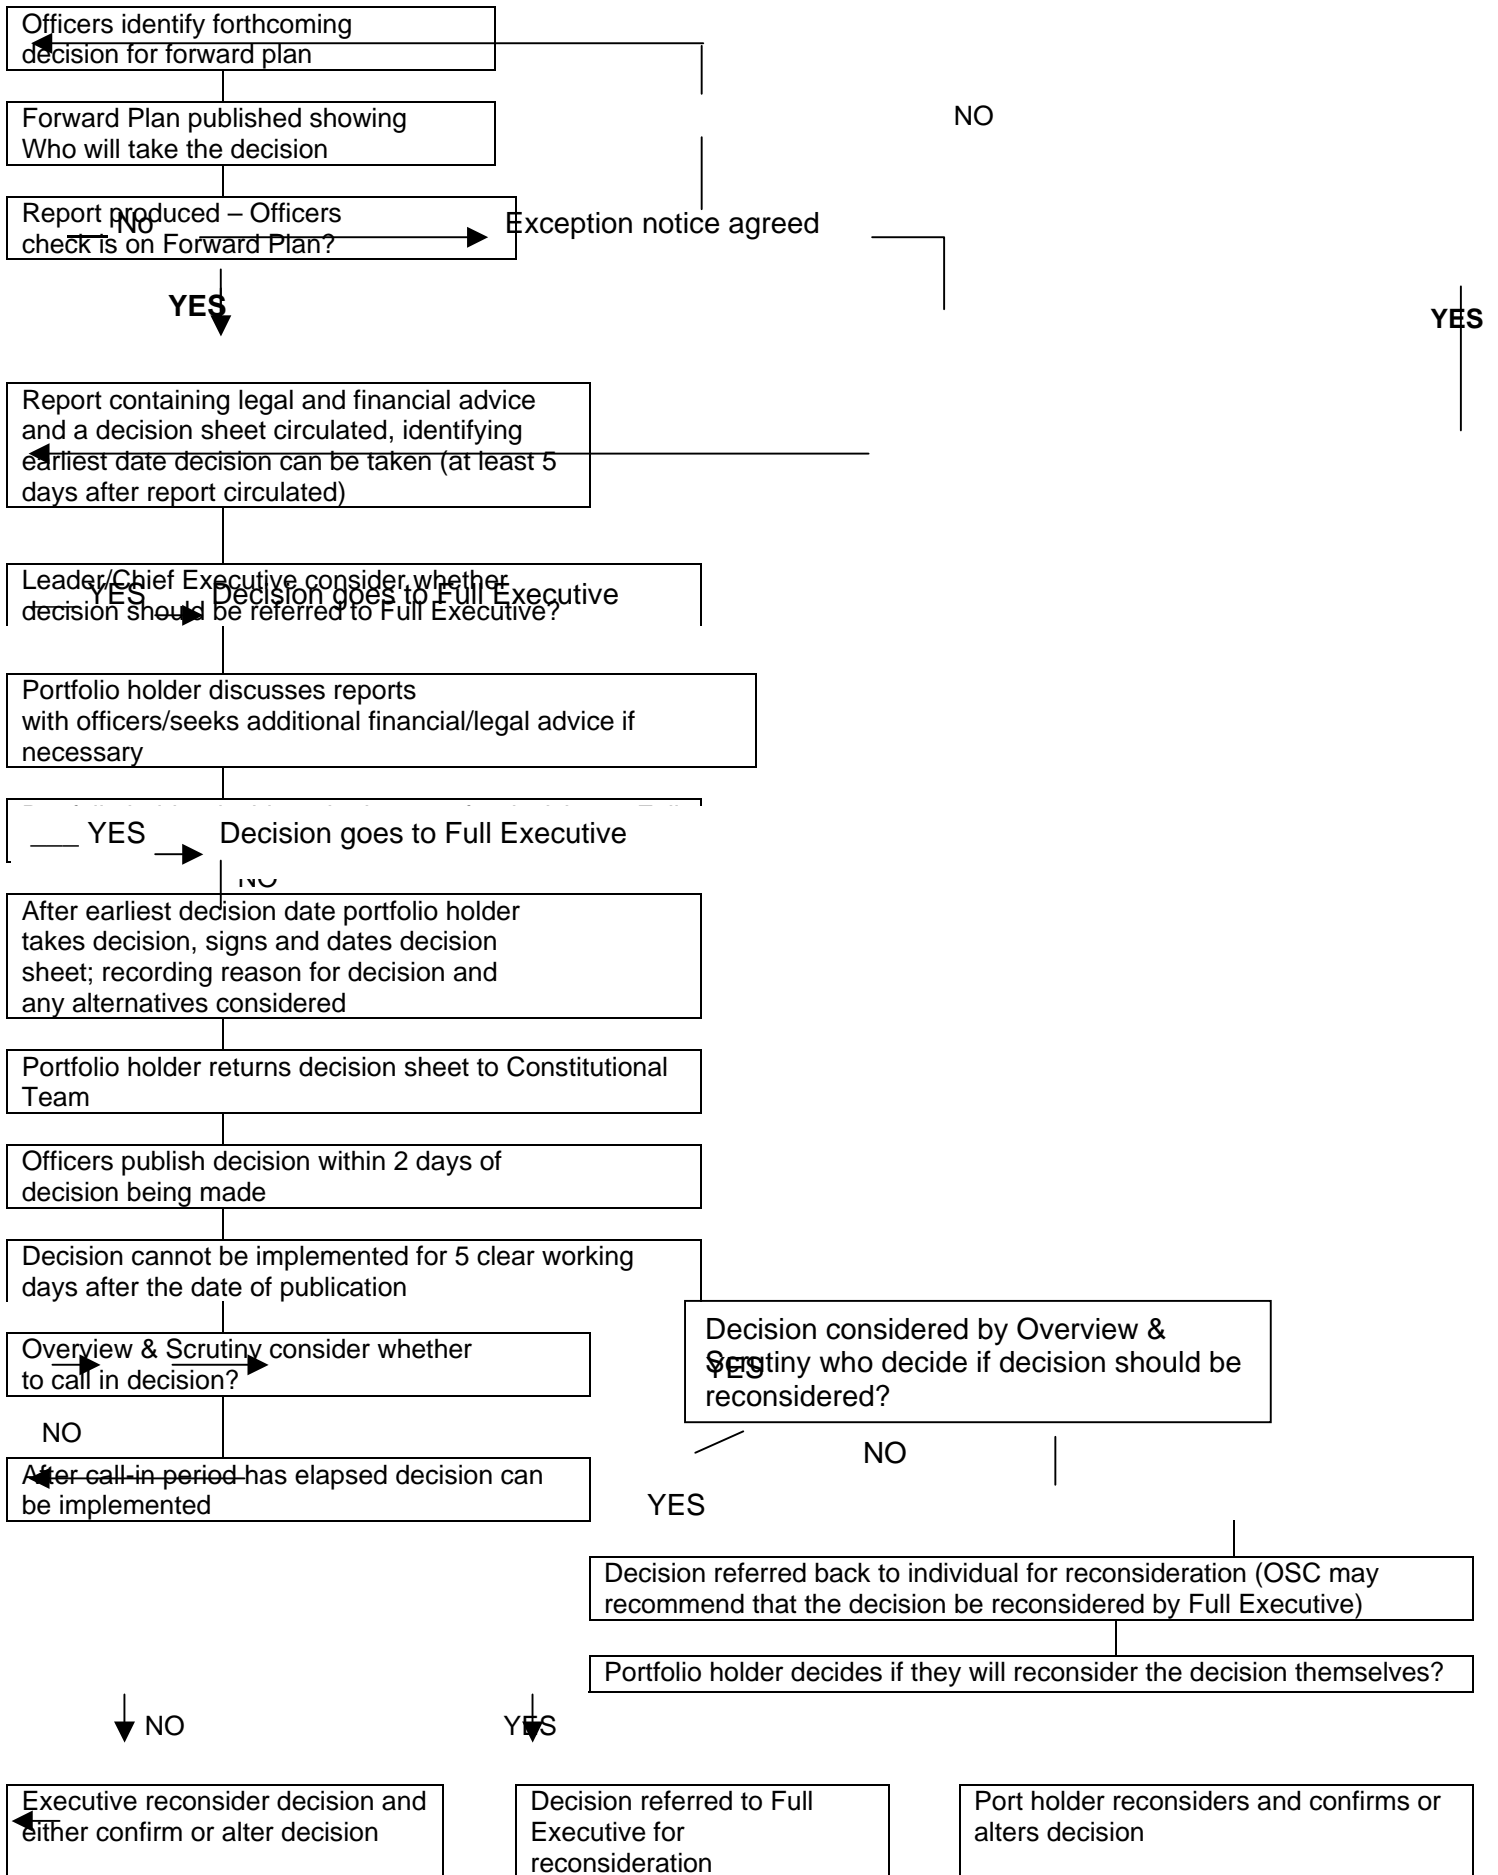 Officers identify forthcoming
decision for forward plan
Forward Plan published showing
Who will take the decision
NO
Report produced – Officers
check is on Forward Plan?
No
Exception notice agreed
YES
YES
Report containing legal and financial advice
and a decision sheet circulated, identifying
earliest date decision can be taken (at least 5
days after report circulated)
Leader/Chief Executive consider whether
decision should be referred to Full Executive?
___ YES
Decision goes to Full Executive
Portfolio holder discusses reports
with officers/seeks additional financial/legal advice if
necessary
___ YES
Decision goes to Full Executive
NO
After earliest decision date portfolio holder
takes decision, signs and dates decision
sheet; recording reason for decision and
any alternatives considered
Portfolio holder returns decision sheet to Constitutional
Team
Officers publish decision within 2 days of
decision being made
Decision cannot be implemented for 5 clear working
days after the date of publication
Overview & Scrutiny consider whether
to call in decision?
Decision considered by Overview &
Scrutiny who decide if decision should be
reconsidered?
YES
NO
NO
After call-in period has elapsed decision can
be implemented
YES
Decision referred back to individual for reconsideration (OSC may
recommend that the decision be reconsidered by Full Executive)
Portfolio holder decides if they will reconsider the decision themselves?
NO
YES
Executive reconsider decision and
either confirm or alter decision
Decision referred to Full
Executive for
reconsideration
Port holder reconsiders and confirms or
alters decision